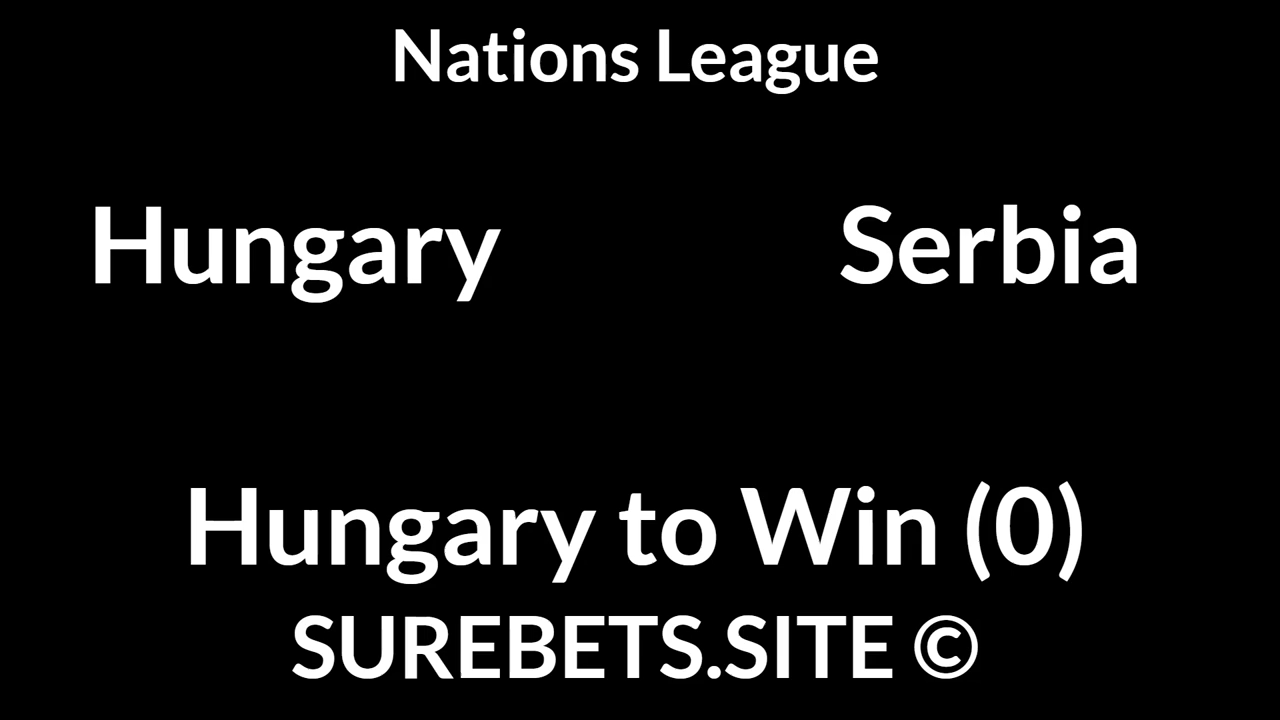 Nations League
Hungary Serbia
Hungary to Win (0)
SUREBETS.SITE ©